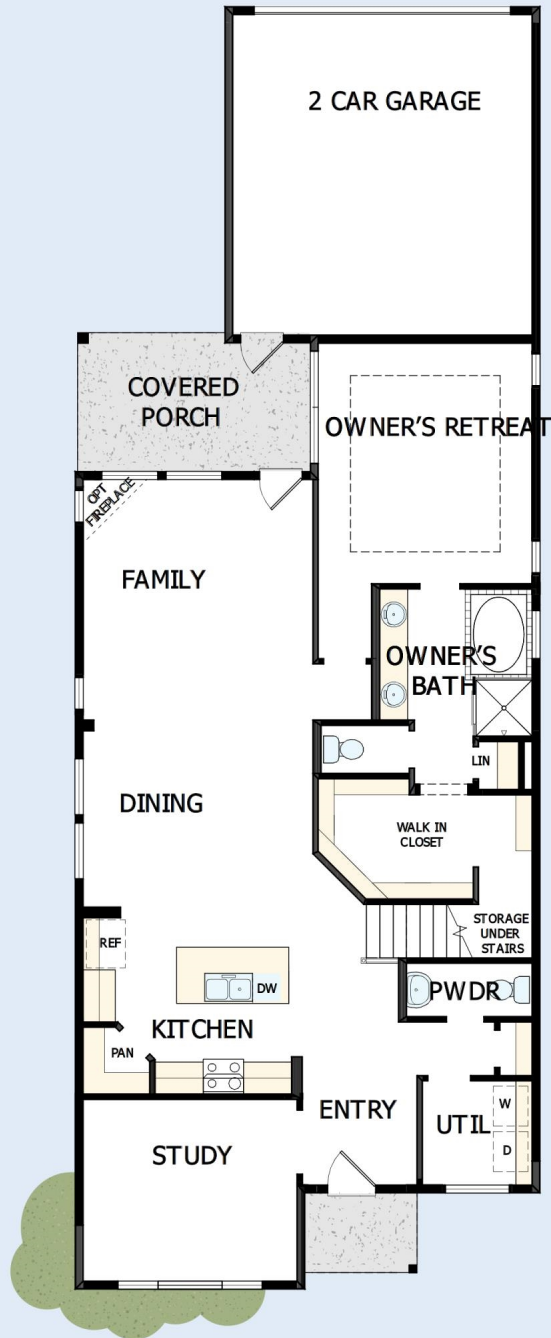 2 CAR GARAGE
COVERED
PORCH
OWNER'S RETREAT
OPT
FIREPLACE
FAMILY
OWNER'S
BATH
LIN
DINING
WALK IN
CLOSET
STORAGE
UNDER
STAIRS
REF
DW
PWDR
KITCHEN
PAN
ENTRY
UTIL
W
D
STUDY